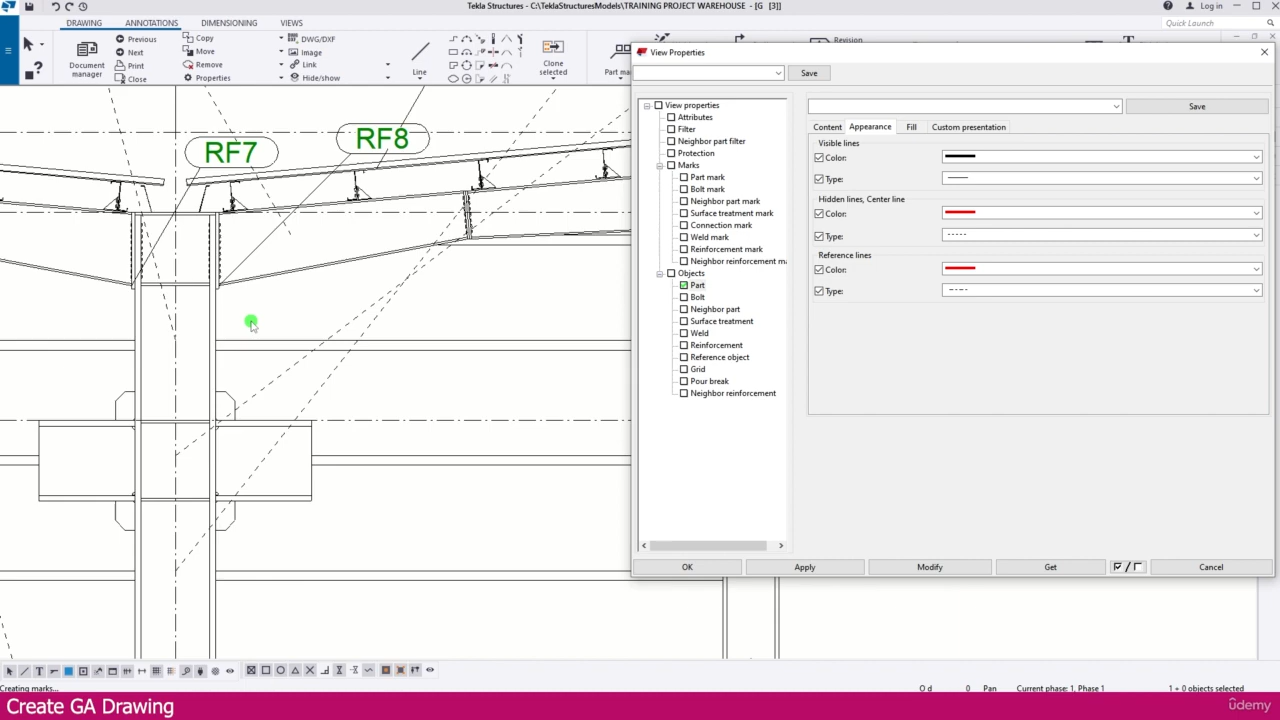 Tekla Structures - C:\TeklaStructuresModels\TRAINING PROJECT WAREHOUSE - [G [3]]
Log in
DRAWING ANNOTATIONS DIMENSIONING VIEWS
Quick Launch
Document manager
Previous
Next
Print
Close
Copy
Move
Remove
Properties
DWG/DXF
Image
Link
Hide/show
Line
Clone selected
Part ma
Revision
View Properties
Save
View properties
Attributes
Filter
Neighbor part filter
Protection
Marks
Part mark
Bolt mark
Neighbor part mark
Surface treatment mark
Connection mark
Weld mark
Reinforcement mark
Neighbor reinforcement m
Objects
Part
Bolt
Neighbor part
Surface treatment
Weld
Reinforcement
Reference object
Grid
Pour break
Neighbor reinforcement
Save
Content Appearance Fill Custom presentation
Visible lines
Color:
Type:
Hidden lines, Center line
Color:
Type:
Reference lines
Color:
Type:
OK Apply Modify Get Cancel
RF7
RF8
Creating marks...
O d 0 Pan Current phase: 1, Phase 1 1 + 0 objects selected
Create GA Drawing
udemy